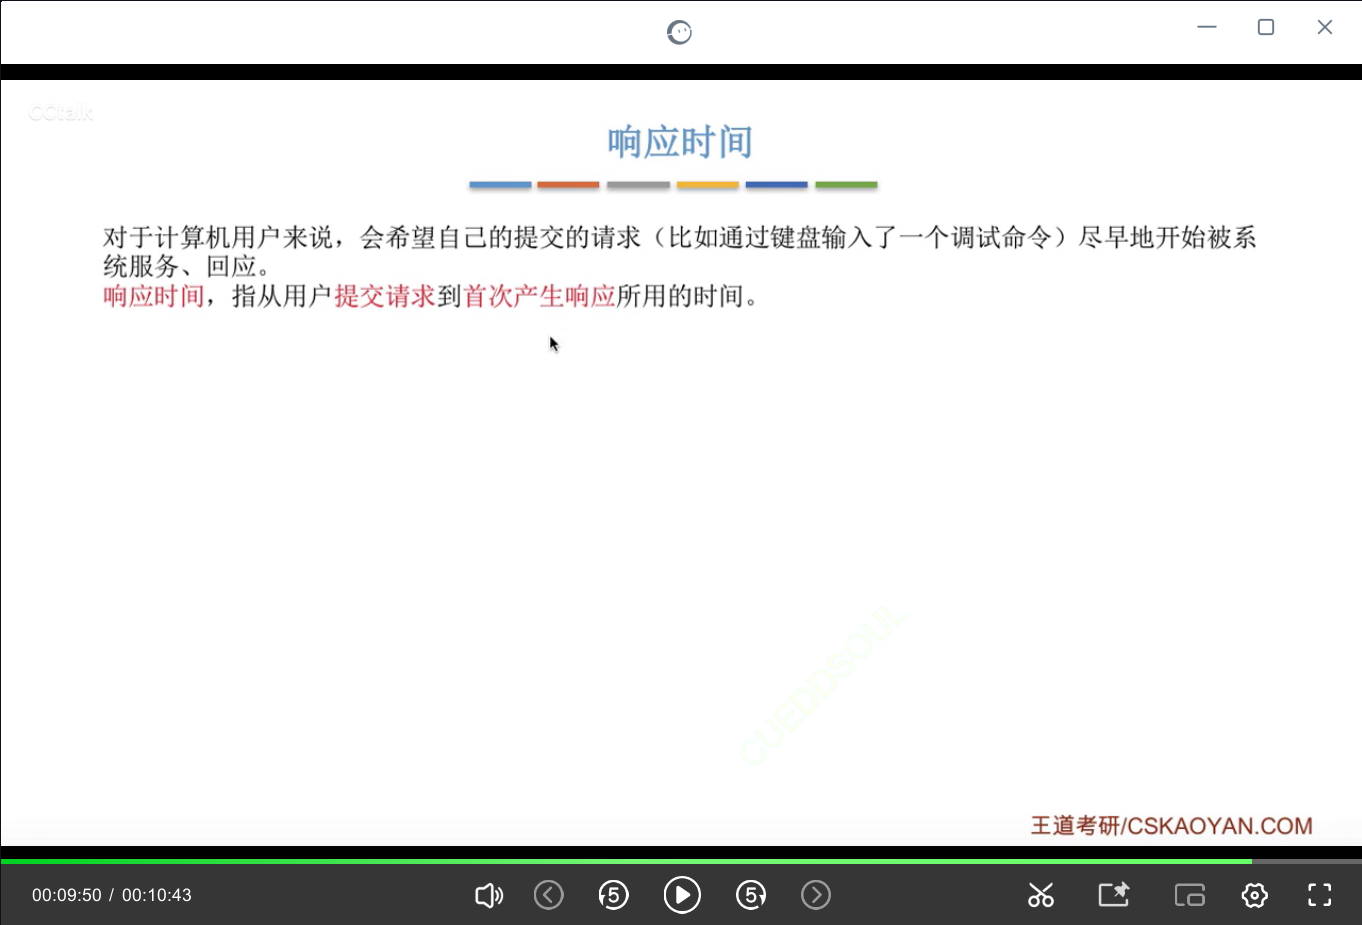 CCtalk
响应时间
对于计算机用户来说，会希望自己的提交的请求（比如通过键盘输入了一个调试命令）尽早地开始被系
统服务、回应。
响应时间，指从用户提交请求到首次产生响应所用的时间。
CUEDDSOUL
王道考研/CSKAOYAN.COM
00:09:50 / 00:10:43
5
5